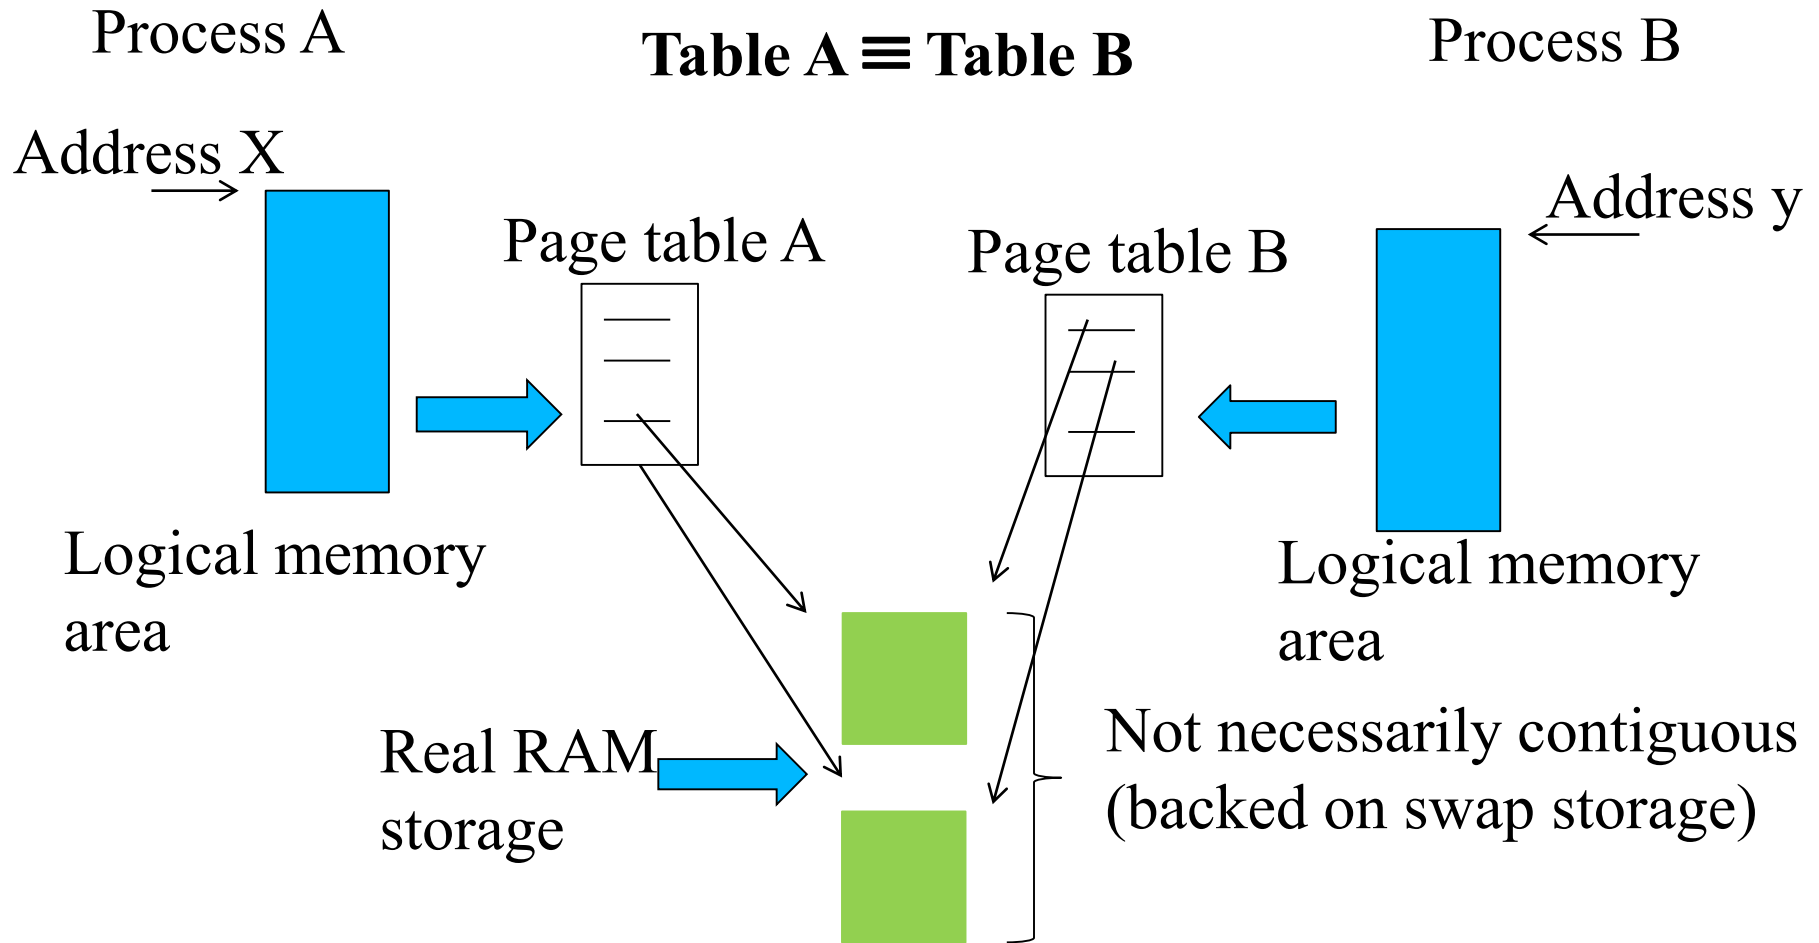 Process A
Table A ≡ Table B
Process B
Address X
Address y
Page table A
Page table B
Logical memory
area
Logical memory
area
Real RAM
storage
Not necessarily contiguous
(backed on swap storage)